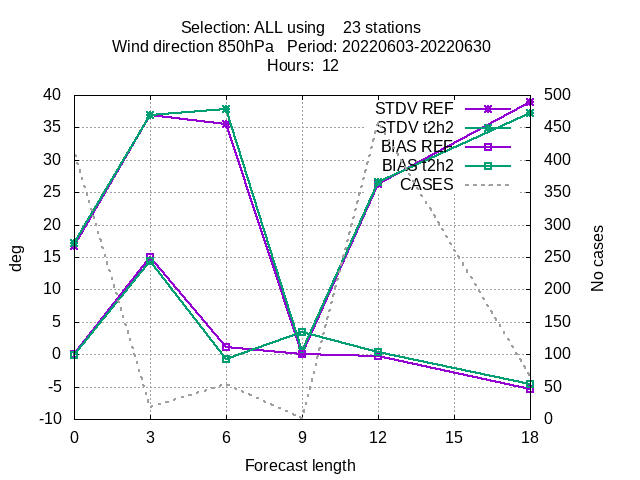 Selection: ALL using    23 stations
Wind direction 850hPa   Period: 20220603-20220630
Hours:  12
40
35
30
25
20
15
10
5
0
-5
-10
deg
STDV REF
STDV t2h2
BIAS REF
BIAS t2h2
CASES
500
450
400
350
300
250
200
150
100
50
0
No cases
0 3 6 9 12 15 18
Forecast length